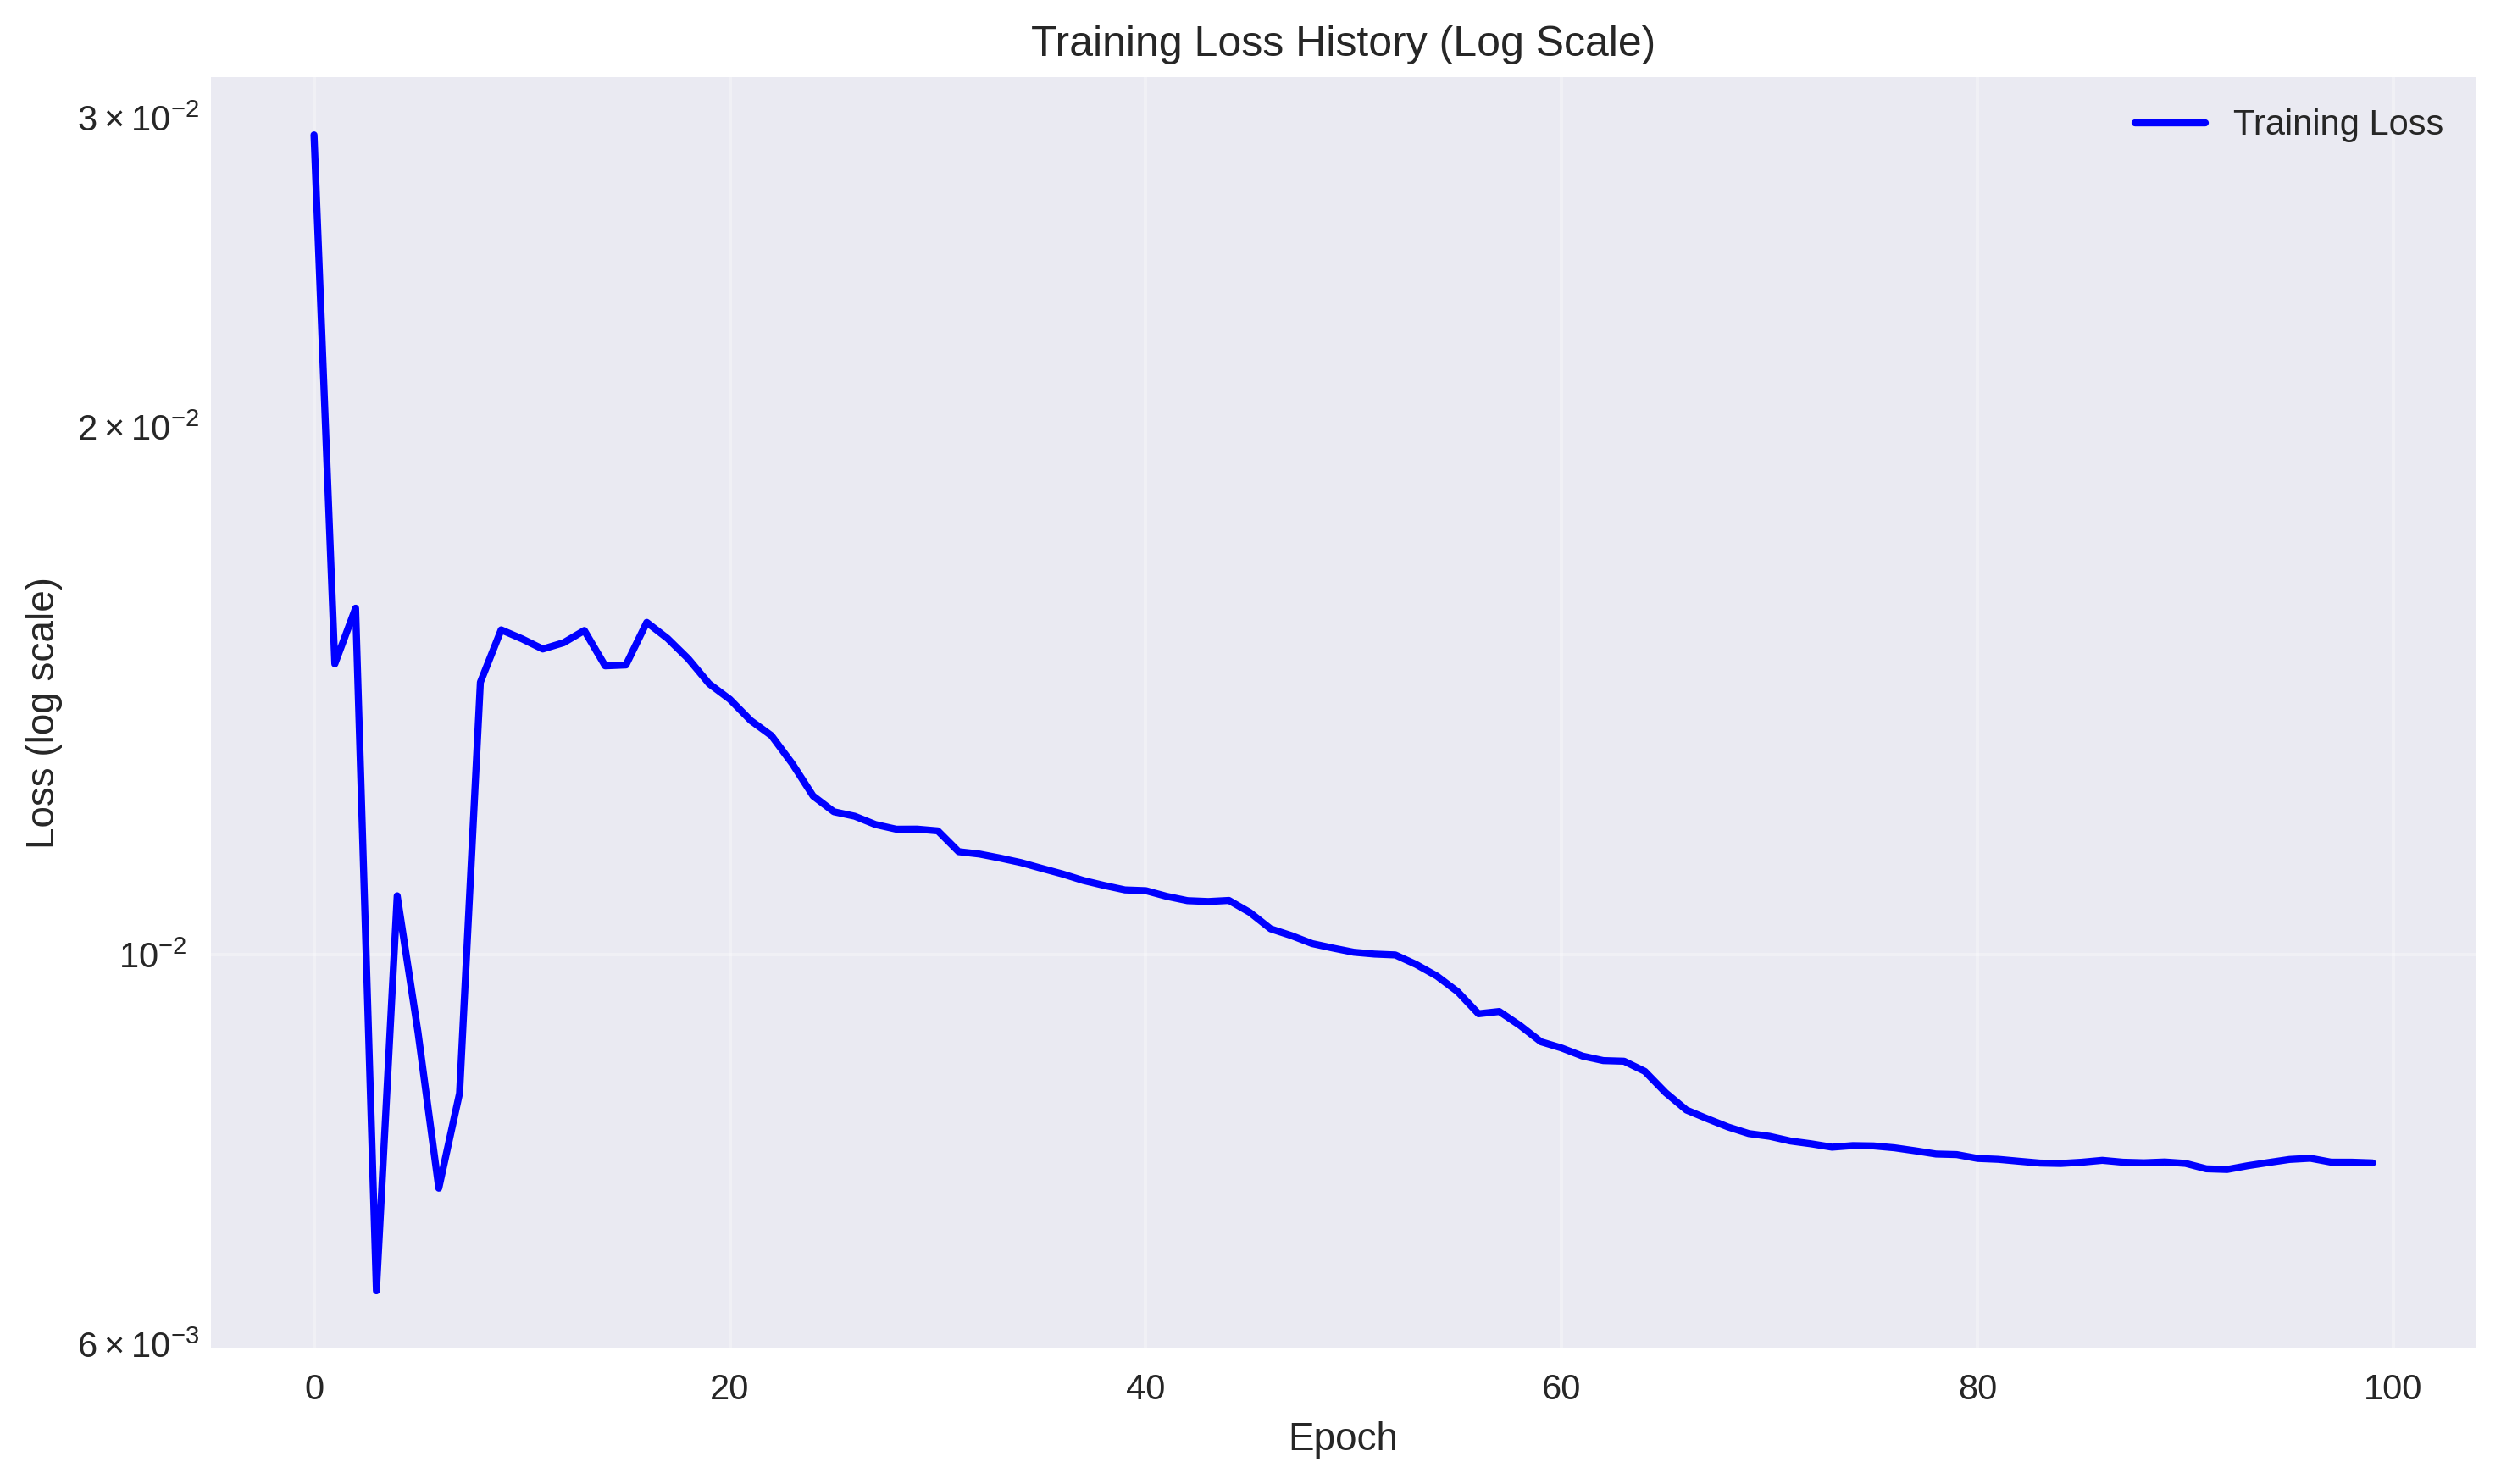 Training Loss History (Log Scale)
3 × 10⁻²
Training Loss
2 × 10⁻²
Loss (log scale)
10⁻²
6 × 10⁻³
0 20 40 60 80 100
Epoch